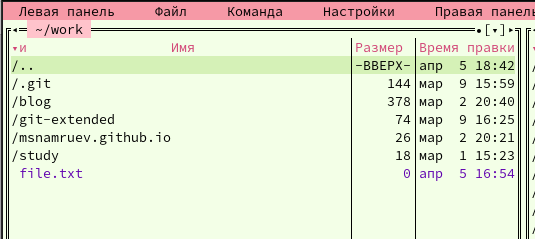 Левая панель Файл Команда Настройки Правая панель
~/work
▾и Имя Размер Время правки
/.. -ВВЕРХ- апр 5 18:42
/.git 144 мар 9 15:59
/blog 378 мар 2 20:40
/git-extended 74 мар 9 16:25
/msnamruev.github.io 26 мар 2 20:21
/study 18 мар 1 15:23
file.txt 0 апр 5 16:54